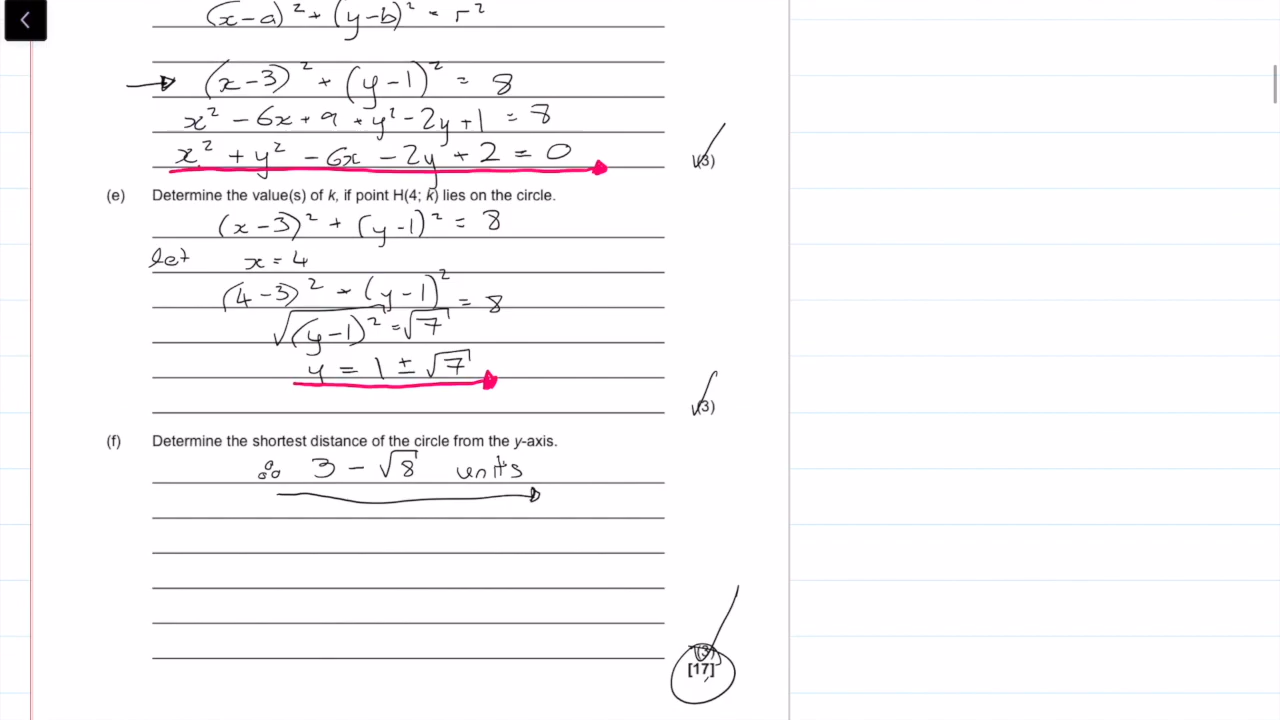 (x-a)² + (y-b)² = r²
→ (x-3)² + (y-1)² = 8
x² - 6x + 9 + y² - 2y + 1 = 8
x² + y² - 6x - 2y + 2 = 0
(3)
(e) Determine the value(s) of k, if point H(4; k) lies on the circle.
(x-3)² + (y-1)² = 8
let x = 4
(4-3)² + (y-1)² = 8
√(y-1)² = √7
y = 1 ± √7
(3)
(f) Determine the shortest distance of the circle from the y-axis.
∴ 3 - √8 units
(3)
[17]